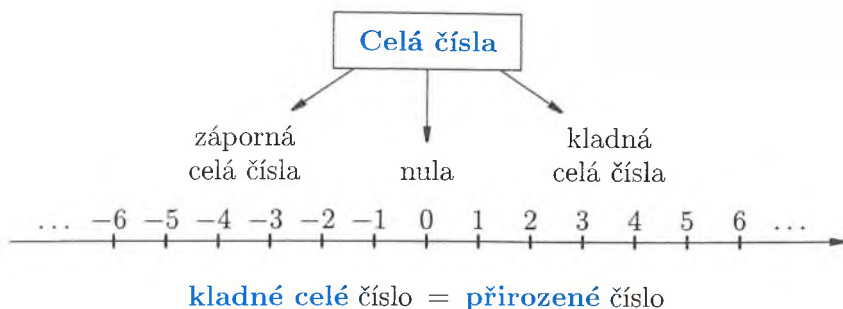 Celá čísla
záporná
celá čísla
nula
kladná
celá čísla
... −6 −5 −4 −3 −2 −1 0 1 2 3 4 5 6 ...
kladné celé číslo = přirozené číslo